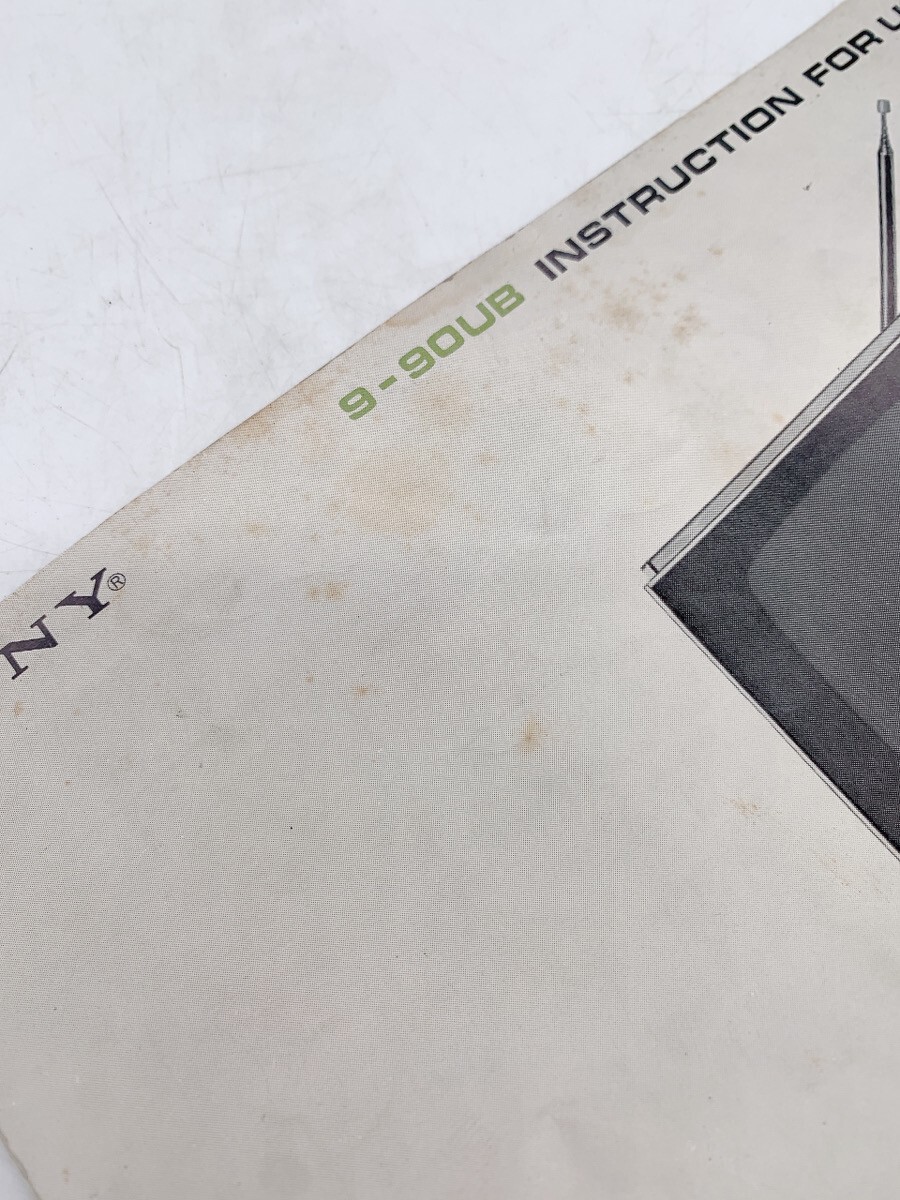 9-90UB INSTRUCTION FOR U
NY®